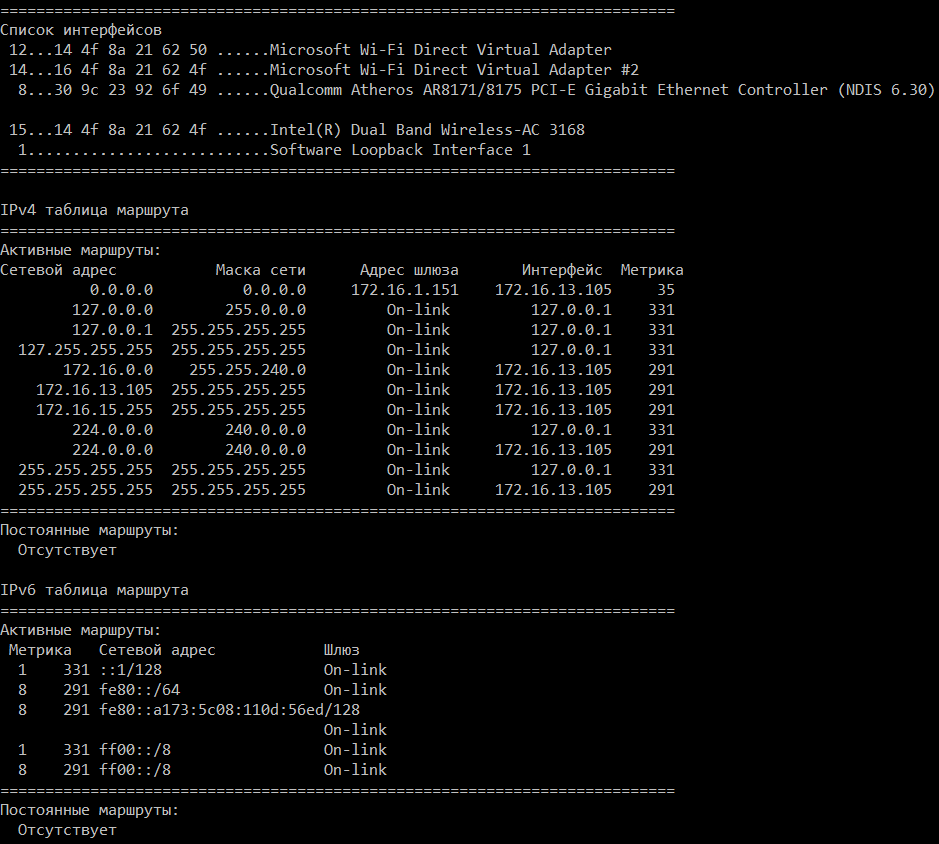 ===========================================================================
Список интерфейсов
 12...14 4f 8a 21 62 50 ......Microsoft Wi-Fi Direct Virtual Adapter
 14...16 4f 8a 21 62 4f ......Microsoft Wi-Fi Direct Virtual Adapter #2
  8...30 9c 23 92 6f 49 ......Qualcomm Atheros AR8171/8175 PCI-E Gigabit Ethernet Controller (NDIS 6.30)
 15...14 4f 8a 21 62 4f ......Intel(R) Dual Band Wireless-AC 3168
  1...........................Software Loopback Interface 1
===========================================================================
IPv4 таблица маршрута
===========================================================================
Активные маршруты:
Сетевой адрес           Маска сети      Адрес шлюза       Интерфейс  Метрика
          0.0.0.0          0.0.0.0     172.16.1.151    172.16.13.105     35
        127.0.0.0        255.0.0.0         On-link         127.0.0.1    331
        127.0.0.1  255.255.255.255         On-link         127.0.0.1    331
  127.255.255.255  255.255.255.255         On-link         127.0.0.1    331
       172.16.0.0    255.255.240.0         On-link     172.16.13.105    291
    172.16.13.105  255.255.255.255         On-link     172.16.13.105    291
    172.16.15.255  255.255.255.255         On-link     172.16.13.105    291
        224.0.0.0        240.0.0.0         On-link         127.0.0.1    331
        224.0.0.0        240.0.0.0         On-link     172.16.13.105    291
  255.255.255.255  255.255.255.255         On-link         127.0.0.1    331
  255.255.255.255  255.255.255.255         On-link     172.16.13.105    291
===========================================================================
Постоянные маршруты:
  Отсутствует
IPv6 таблица маршрута
===========================================================================
Активные маршруты:
 Метрика   Сетевой адрес            Шлюз
  1    331 ::1/128                  On-link
  8    291 fe80::/64                On-link
  8    291 fe80::a173:5c08:110d:56ed/128
                                    On-link
  1    331 ff00::/8                 On-link
  8    291 ff00::/8                 On-link
===========================================================================
Постоянные маршруты:
  Отсутствует